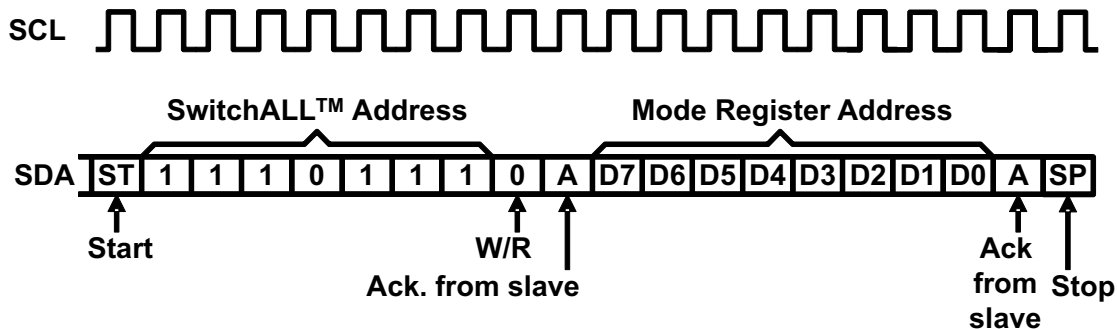 SCL
SwitchALL™ Address
Mode Register Address
SDA ST 1 1 1 0 1 1 1 0 A D7 D6 D5 D4 D3 D2 D1 D0 A SP
Start
W/R
Ack. from slave
Ack
from
slave
Stop